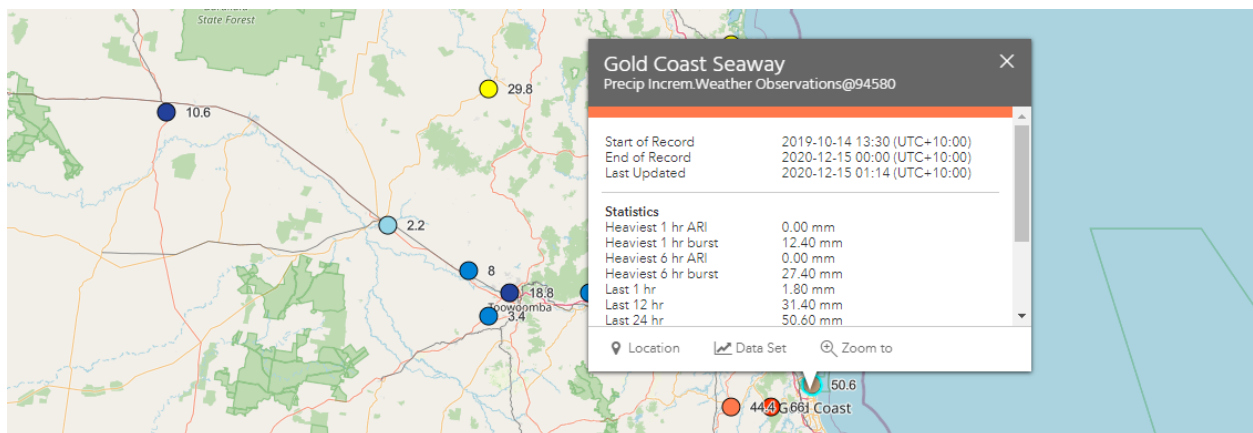 State Forest
29.8
10.6
2.2
8
18.8
Toowoomba
3.4
Gold Coast Seaway
Precip Increm.Weather Observations@94580
Start of Record 2019-10-14 13:30 (UTC+10:00)
End of Record 2020-12-15 00:00 (UTC+10:00)
Last Updated 2020-12-15 01:14 (UTC+10:00)
Statistics
Heaviest 1 hr ARI 0.00 mm
Heaviest 1 hr burst 12.40 mm
Heaviest 6 hr ARI 0.00 mm
Heaviest 6 hr burst 27.40 mm
Last 1 hr 1.80 mm
Last 12 hr 31.40 mm
Last 24 hr 50.60 mm
Location Data Set Zoom to
50.6
44.4 66 Gold Coast